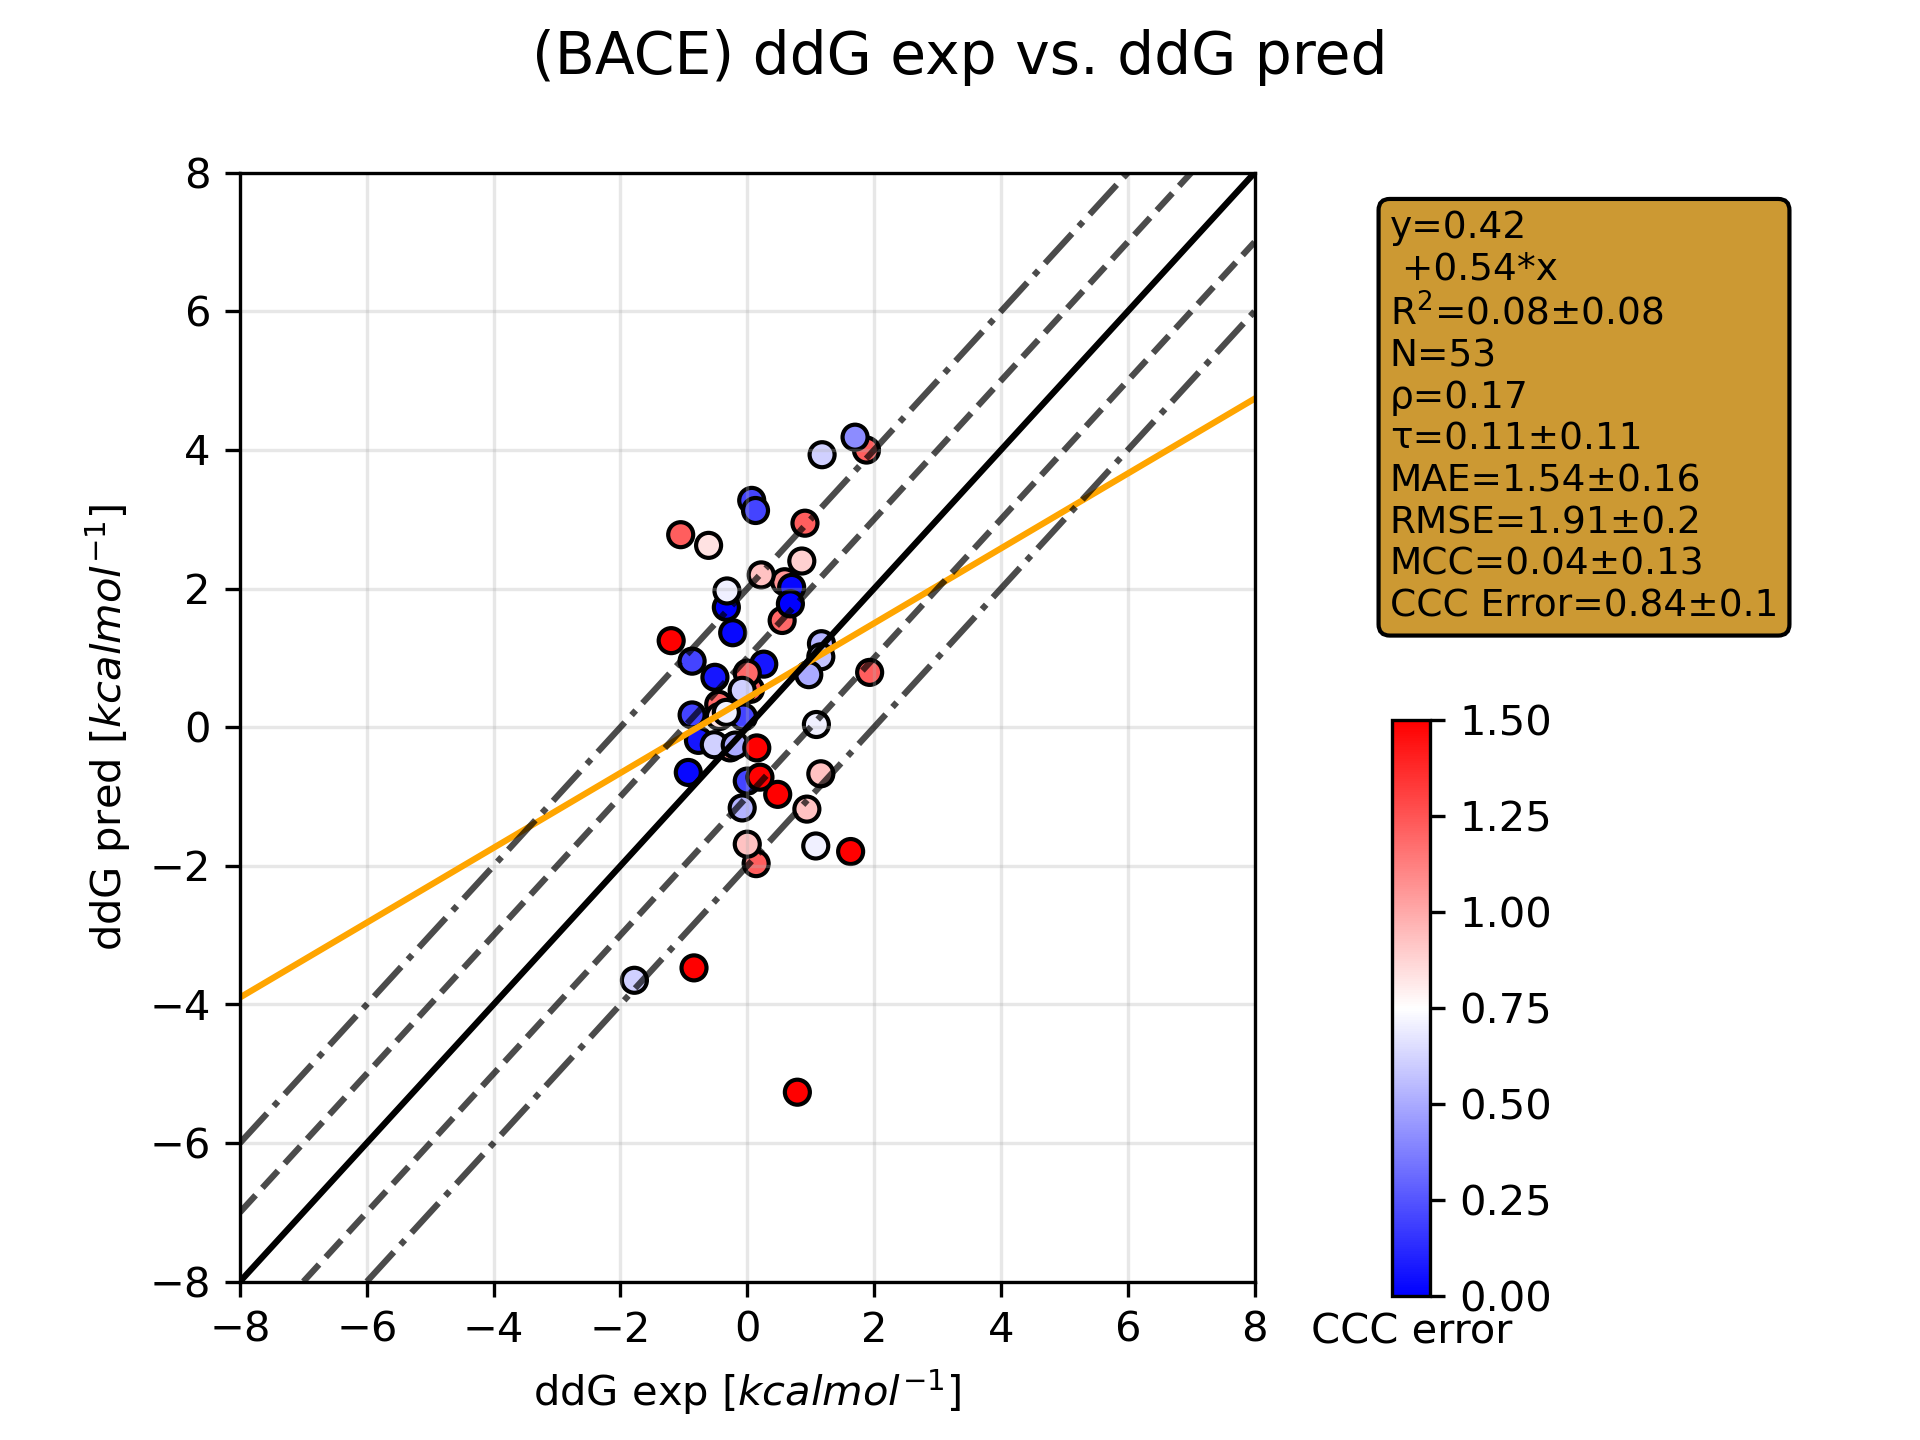 (BACE) ddG exp vs. ddG pred
8
6
4
2
0
−2
−4
−6
−8
ddG pred [kcalmol⁻¹]
−8 −6 −4 −2 0 2 4 6 8
ddG exp [kcalmol⁻¹]
y=0.42
+0.54*x
R²=0.08±0.08
N=53
ρ=0.17
τ=0.11±0.11
MAE=1.54±0.16
RMSE=1.91±0.2
MCC=0.04±0.13
CCC Error=0.84±0.1
1.50
1.25
1.00
0.75
0.50
0.25
0.00
CCC error